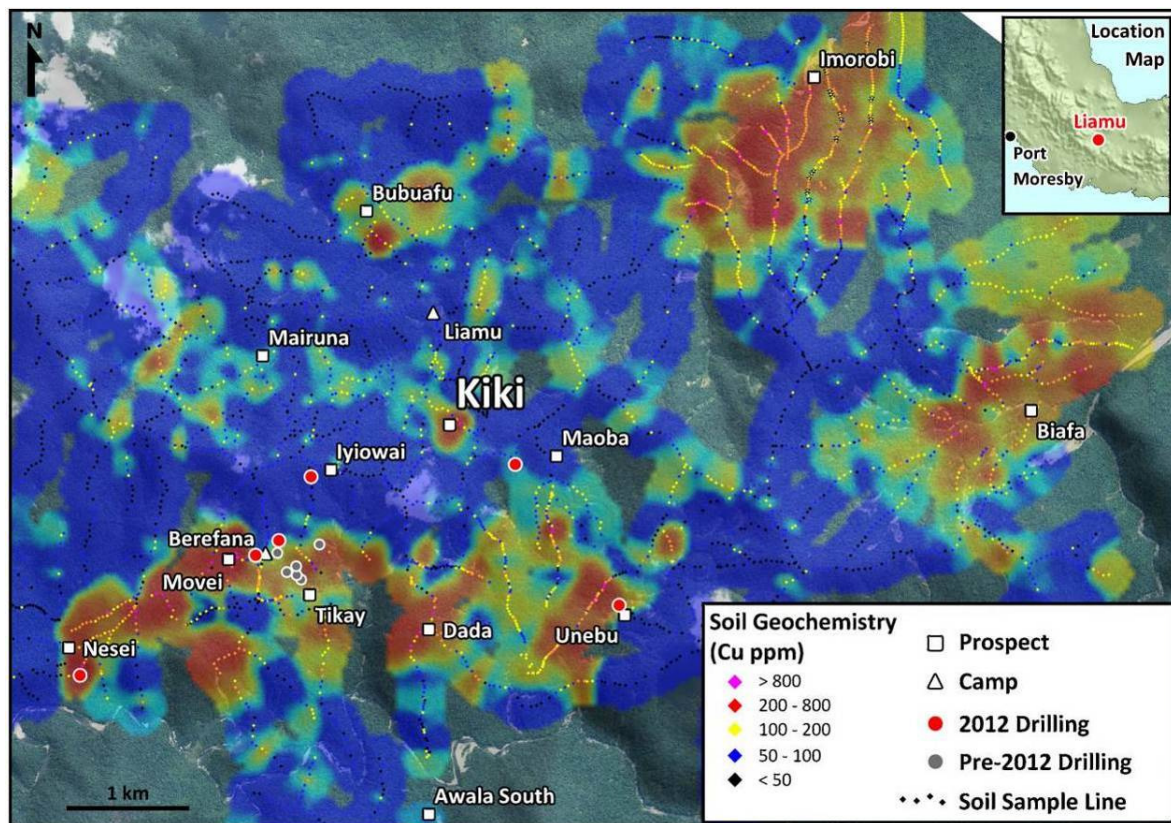 N
Imorobi
Location
Map
Liamu
Port
Moresby
Bubuafu
Liamu
Mairuna
Kiki
Maoba
Iyiowai
Biafa
Berefana
Movei
Tikay
Nesei
Dada
Unebu
Awala South
1 km
Soil Geochemistry
(Cu ppm)
> 800
200 - 800
100 - 200
50 - 100
< 50
Prospect
Camp
2012 Drilling
Pre-2012 Drilling
Soil Sample Line